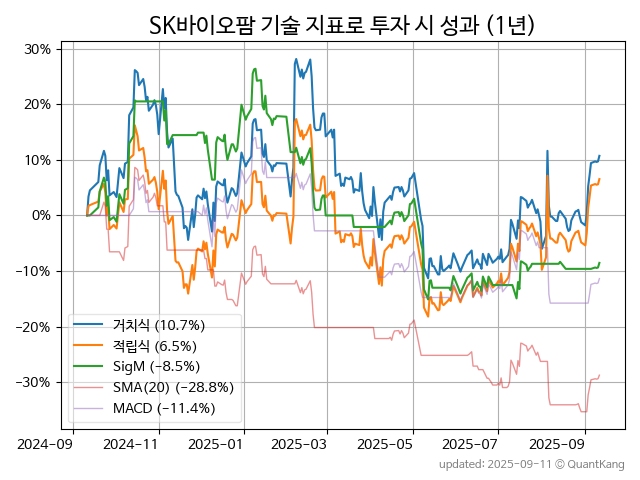 SK바이오팜 기술 지표로 투자 시 성과 (1년)
30%
20%
10%
0%
−10%
−20%
−30%
거치식 (10.7%)
적립식 (6.5%)
SigM (−8.5%)
SMA(20) (−28.8%)
MACD (−11.4%)
2024-09 2024-11 2025-01 2025-03 2025-05 2025-07 2025-09
updated: 2025-09-11 © QuantKang